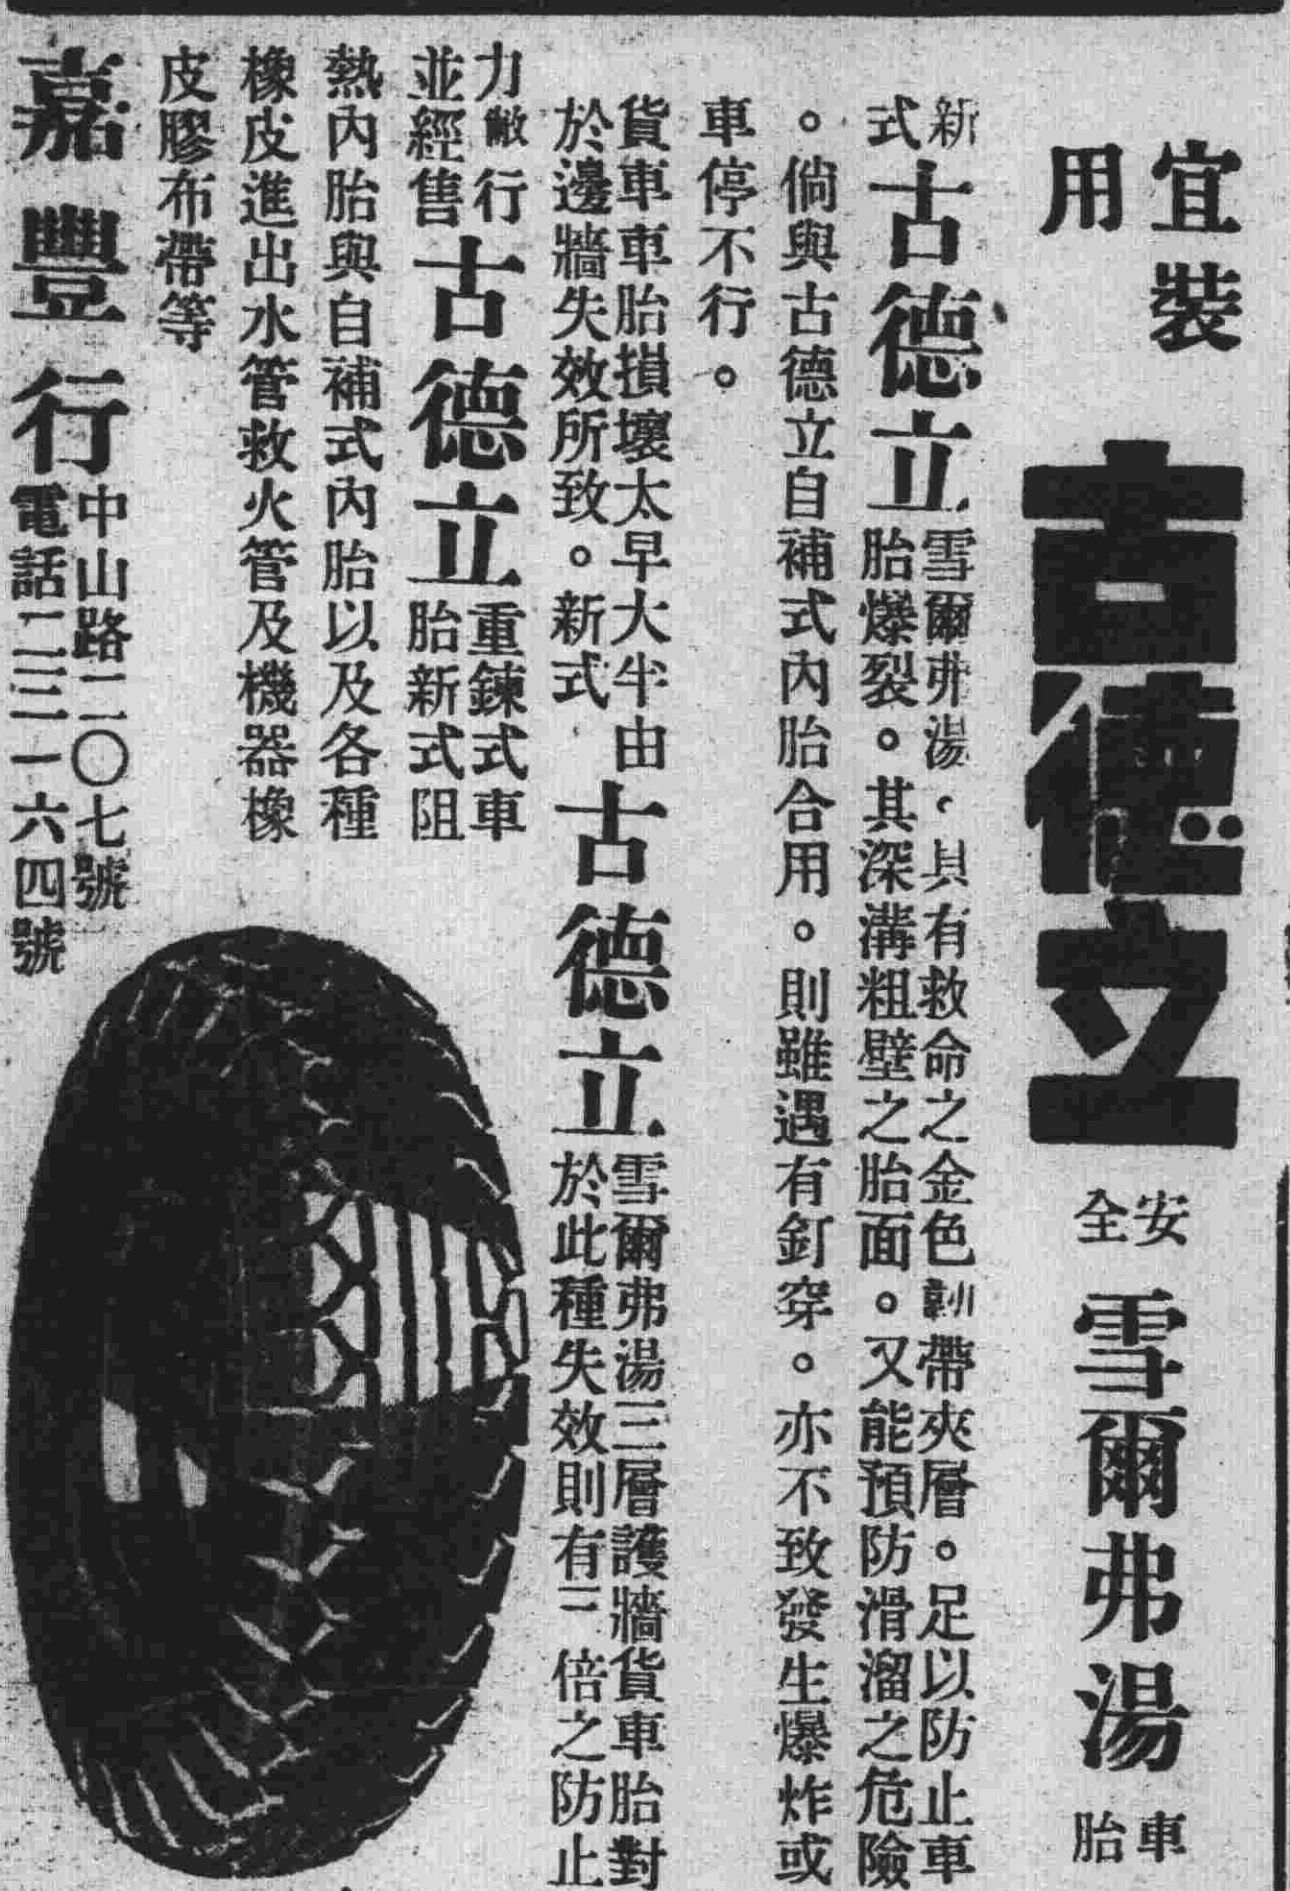 宜裝用
古德立
安全
雪爾弗湯
車胎
新式
古德立
雪爾弗湯.具有救命之金色帶夾層。足以防止車
胎爆裂。其深溝粗壁之胎面。又能預防滑溜之危險
。倘與古德立自補式內胎合用。則雖遇有釘穿。亦不致發生爆炸或
車停不行。
貨車車胎損壞太早大半由
於邊牆失效所致。新式
古德立
雪爾弗湯三層護牆貨車胎對
於此種失效則有三倍之防止
力敝行
並經售
古德立
重鍊式車
胎新式阻
熱內胎與自補式內胎以及各種
橡皮進出水管救火管及機器橡
皮膠布帶等
嘉豐行
中山路二〇七號
電話二三一六四號